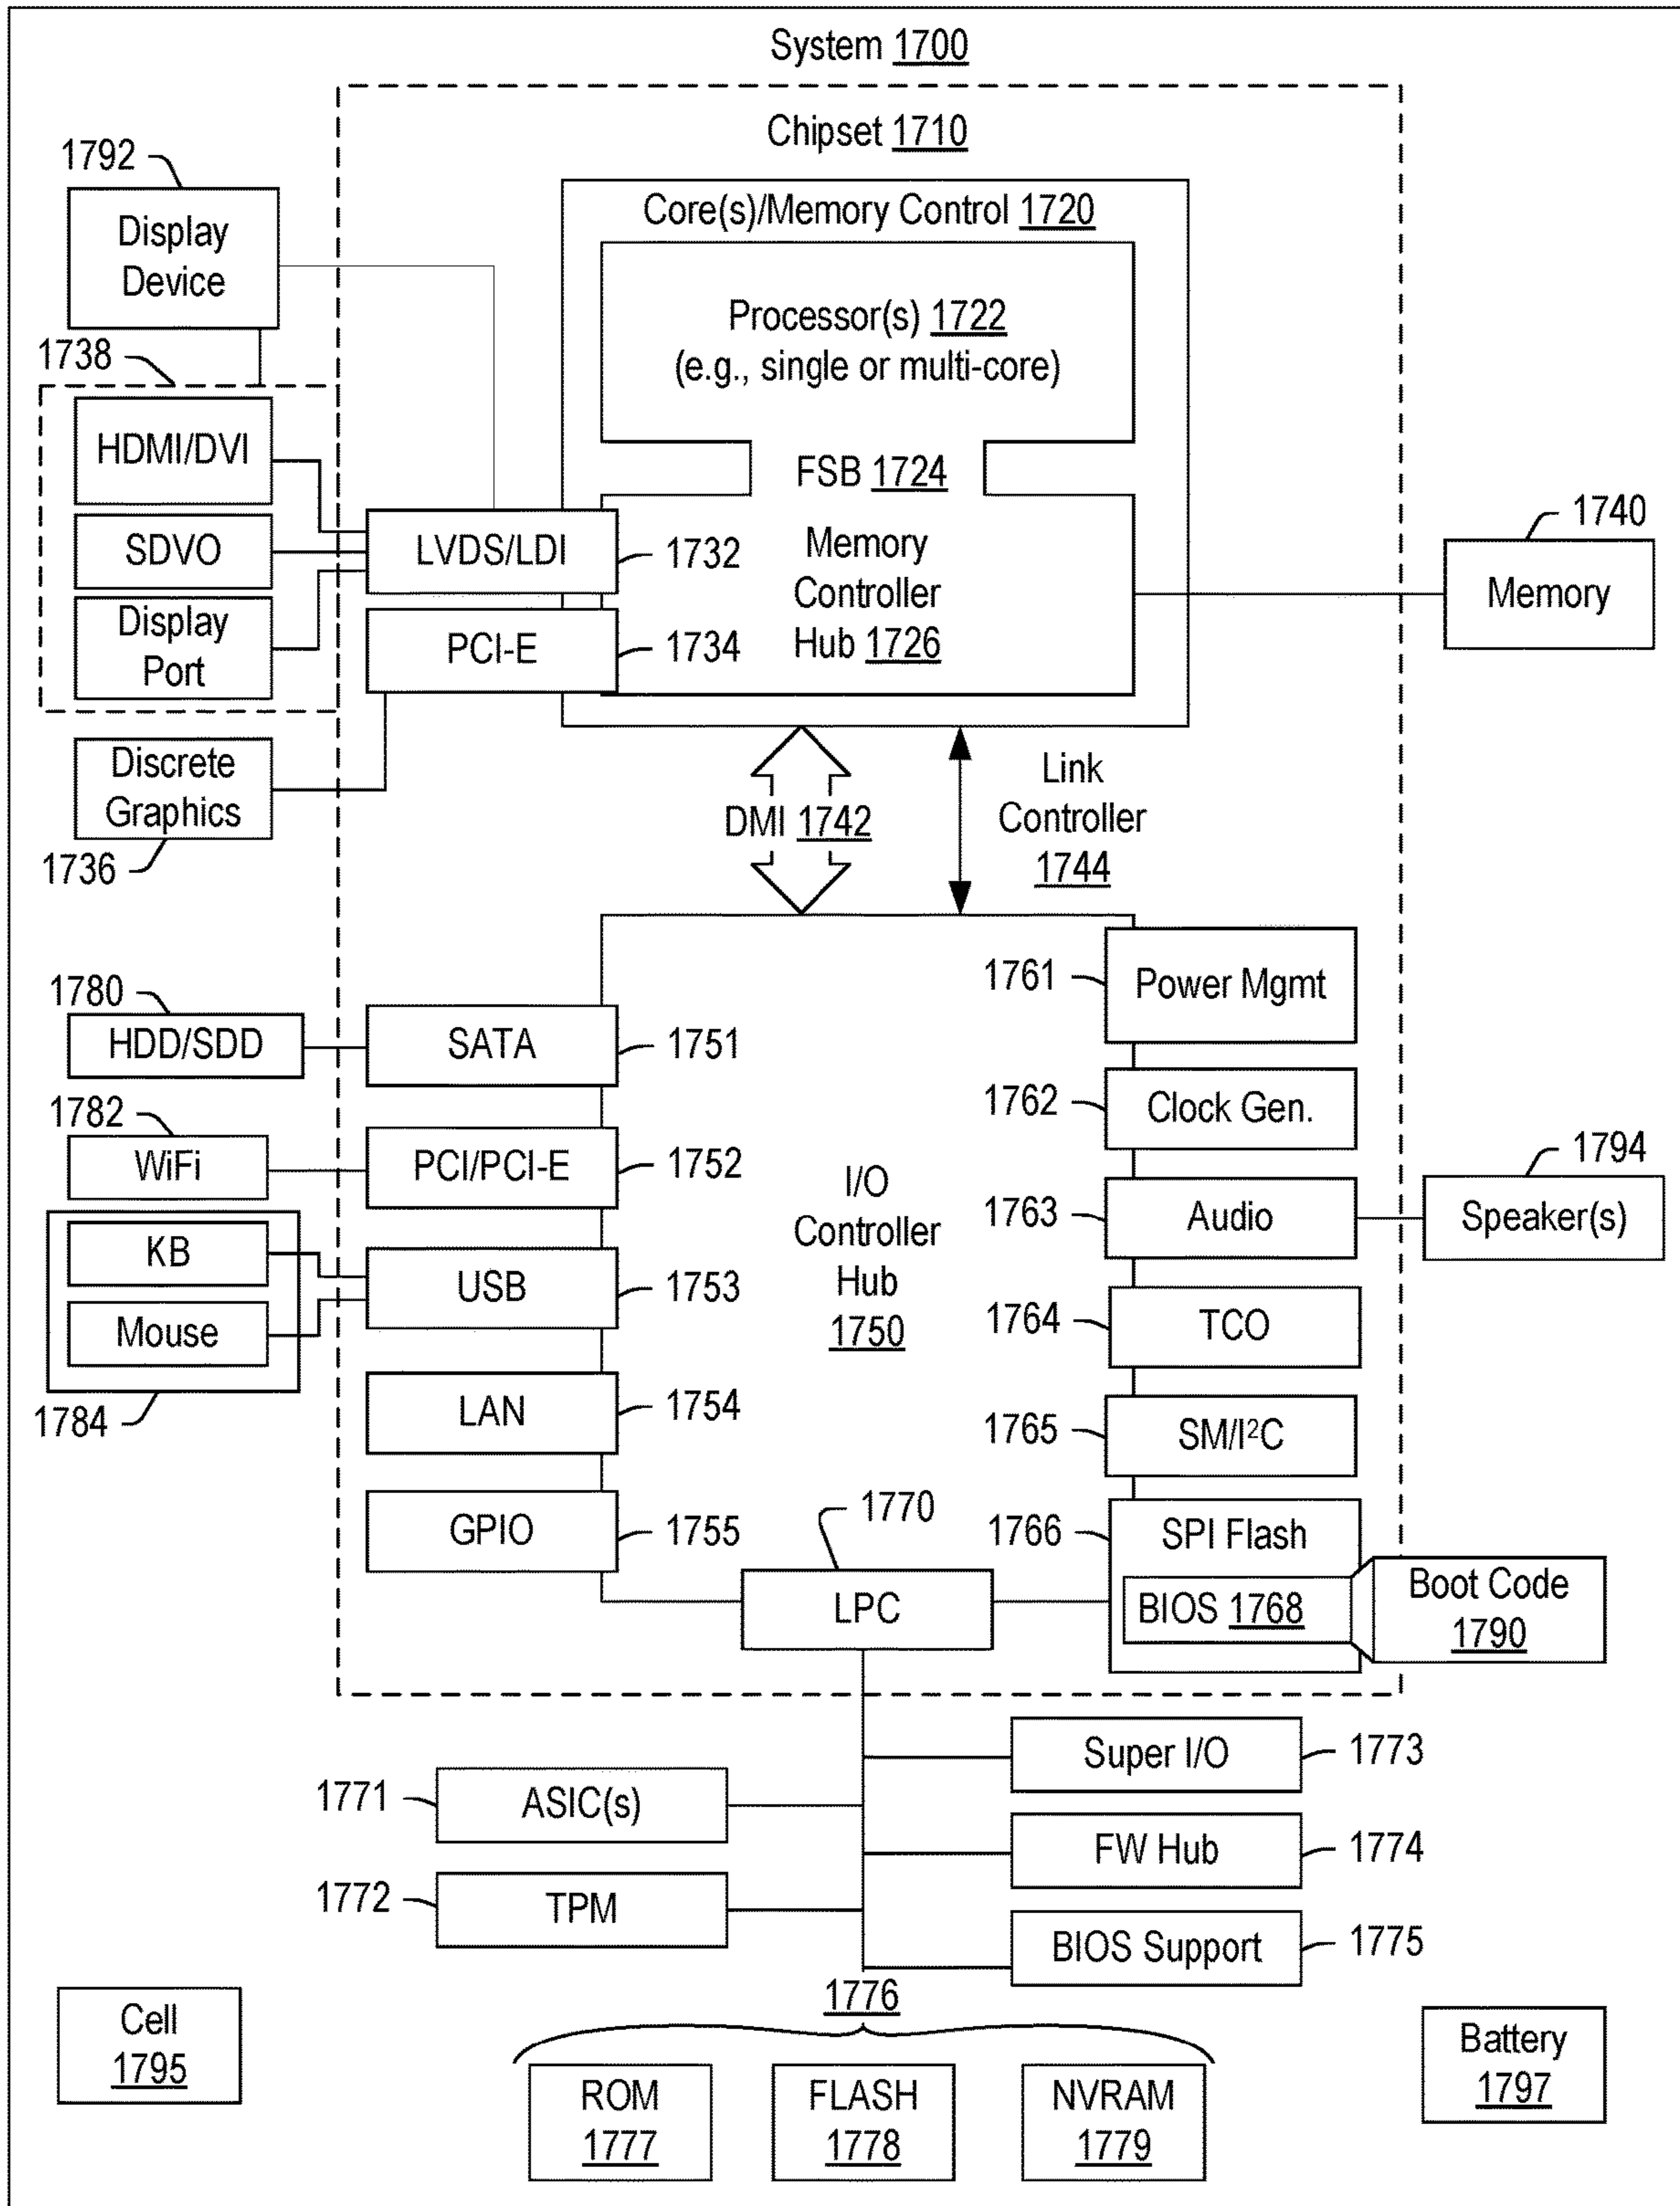 System 1700
Chipset 1710
1792
Display
Device
Core(s)/Memory Control 1720
Processor(s) 1722
(e.g., single or multi-core)
1738
HDMI/DVI
SDVO
Display
Port
FSB 1724
LVDS/LDI
1732
PCI-E
1734
Memory
Controller
Hub 1726
1740
Memory
Discrete
Graphics
1736
DMI 1742
Link
Controller
1744
1780
HDD/SDD
SATA
1751
1782
WiFi
PCI/PCI-E
1752
KB
Mouse
1784
USB
1753
LAN
1754
GPIO
1755
I/O
Controller
Hub
1750
1761
Power Mgmt
1762
Clock Gen.
1763
Audio
1794
Speaker(s)
1764
TCO
1765
SM/I²C
1766
SPI Flash
BIOS 1768
Boot Code
1790
1770
LPC
Super I/O
1773
1771
ASIC(s)
FW Hub
1774
1772
TPM
BIOS Support
1775
Cell
1795
1776
ROM
1777
FLASH
1778
NVRAM
1779
Battery
1797